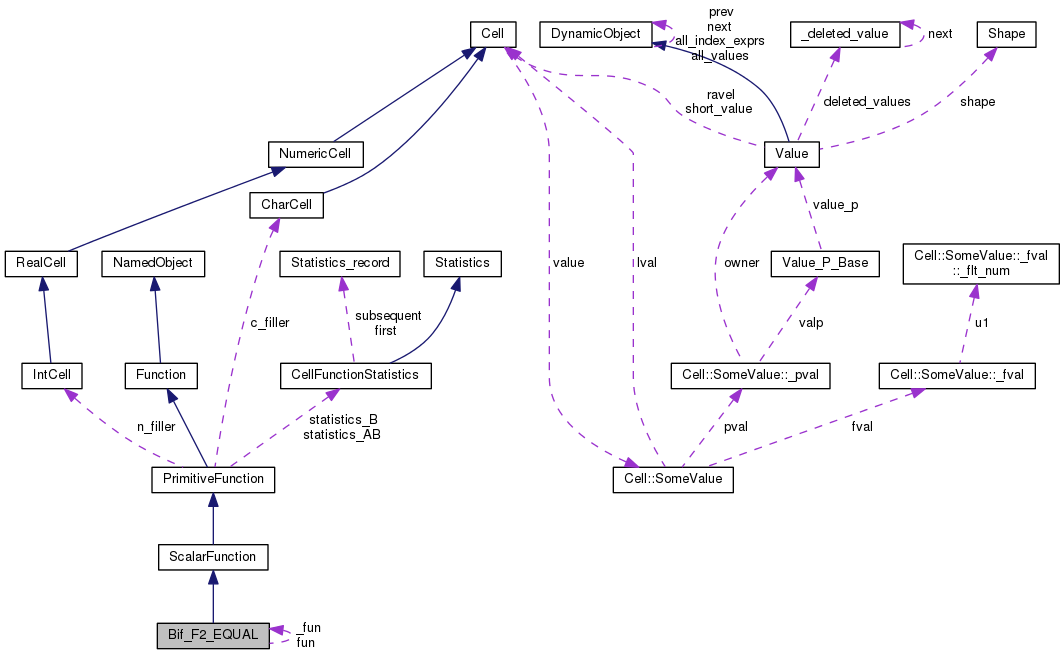 prev
Cell
DynamicObject
next
_deleted_value
next
Shape
all_index_exprs
all_values
ravel
short_value
deleted_values
shape
NumericCell
Value
CharCell
value_p
RealCell
NamedObject
Statistics_record
Statistics
value
lval
owner
Value_P_Base
Cell::SomeValue::_fval
::_flt_num
c_filler
subsequent
first
valp
u1
IntCell
Function
CellFunctionStatistics
Cell::SomeValue::_pval
Cell::SomeValue::_fval
n_filler
statistics_B
statistics_AB
pval
fval
PrimitiveFunction
Cell::SomeValue
ScalarFunction
Bif_F2_EQUAL
_fun
fun